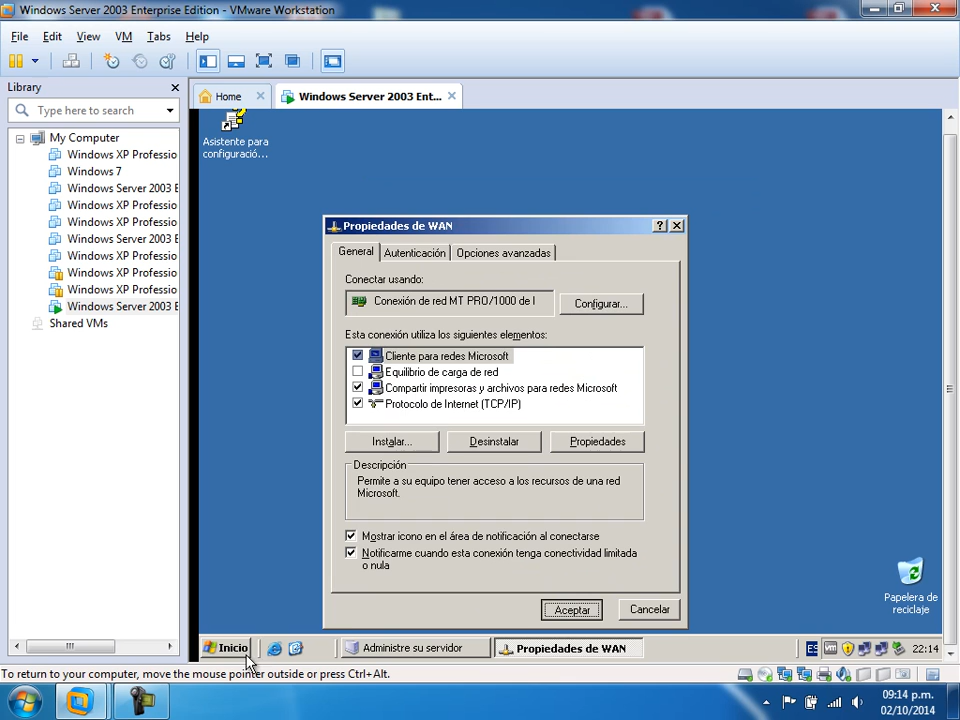 Windows Server 2003 Enterprise Edition - VMware Workstation
File Edit View VM Tabs Help
Library
Type here to search
My Computer
Windows XP Professio
Windows 7
Windows Server 2003 E
Windows XP Professio
Windows XP Professio
Windows Server 2003 E
Windows XP Professio
Windows XP Professio
Windows XP Professio
Windows Server 2003 E
Shared VMs
Home
Windows Server 2003 Ent...
Asistente para
configuració...
Propiedades de WAN
General Autenticación Opciones avanzadas
Conectar usando:
Conexión de red MT PRO/1000 de I
Configurar...
Esta conexión utiliza los siguientes elementos:
Cliente para redes Microsoft
Equilibrio de carga de red
Compartir impresoras y archivos para redes Microsoft
Protocolo de Internet (TCP/IP)
Instalar... Desinstalar Propiedades
Descripción
Permite a su equipo tener acceso a los recursos de una red
Microsoft.
Mostrar icono en el área de notificación al conectarse
Notificarme cuando esta conexión tenga conectividad limitada
o nula
Aceptar Cancelar
Papelera de
reciclaje
Inicio
Administre su servidor
Propiedades de WAN
ES
22:14
To return to your computer, move the mouse pointer outside or press Ctrl+Alt.
09:14 p.m.
02/10/2014